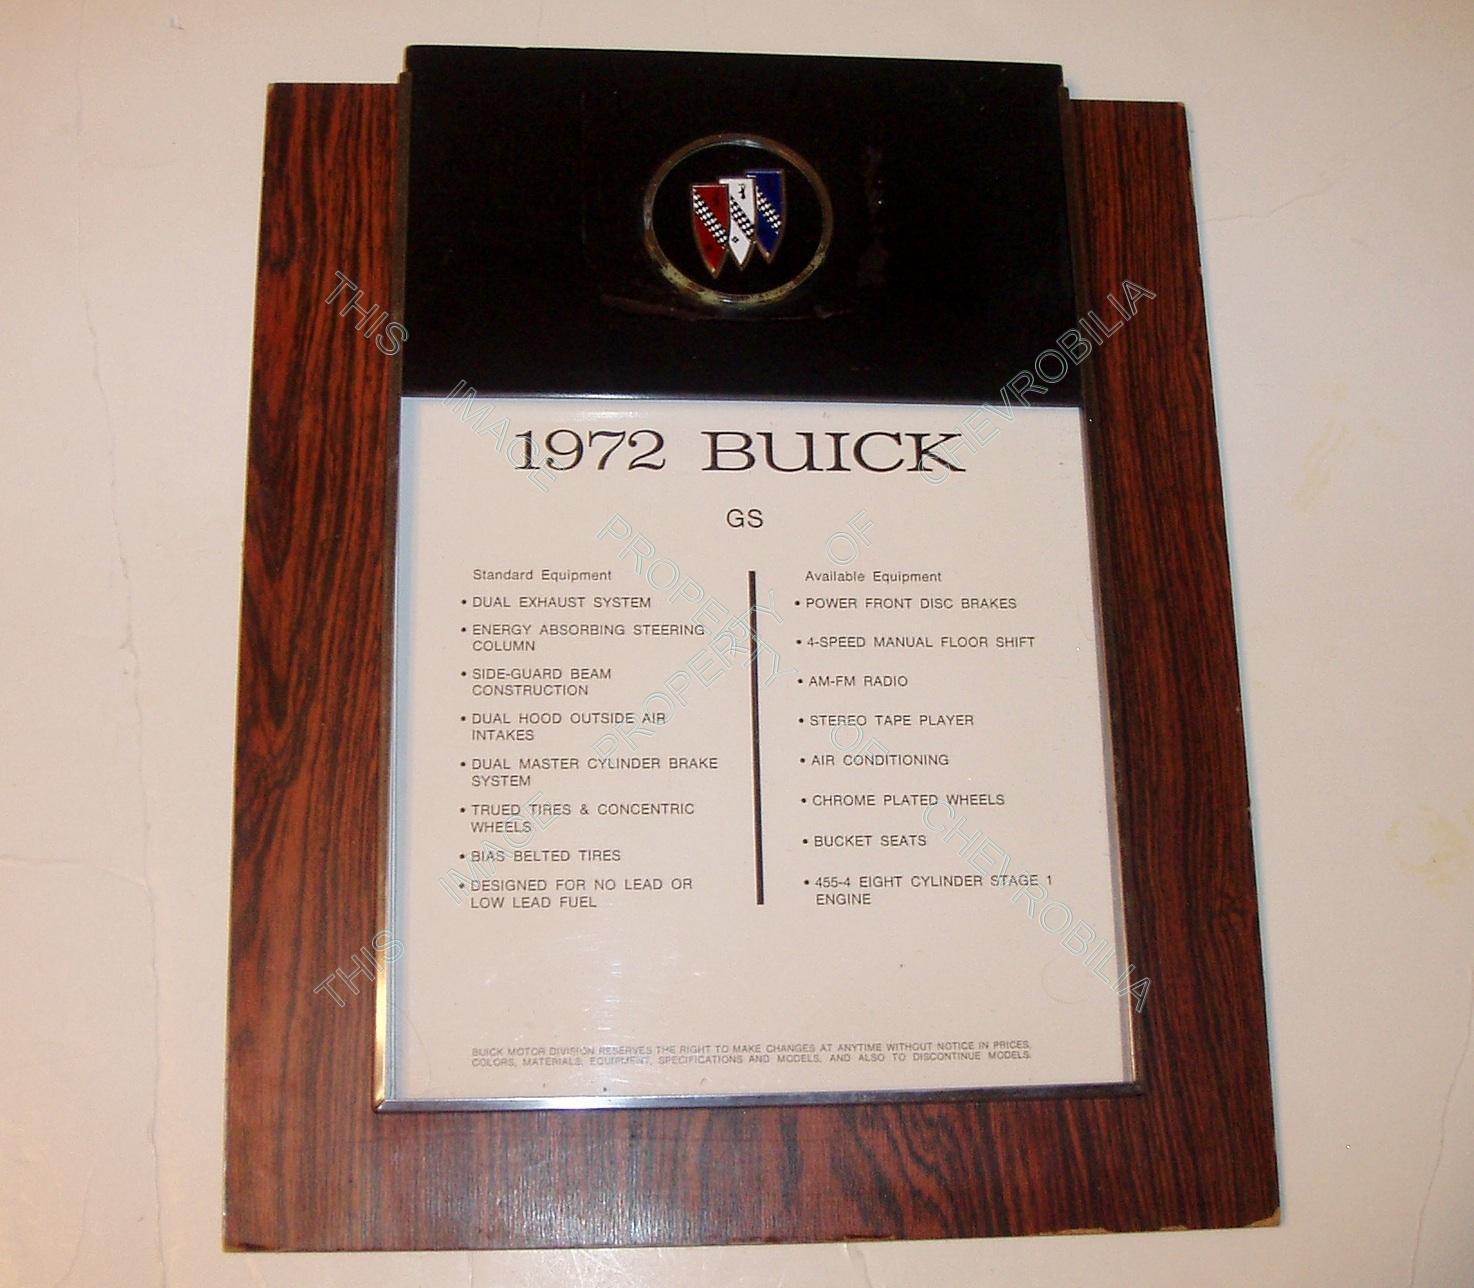 1972 BUICK
GS
Standard Equipment
• DUAL EXHAUST SYSTEM
• ENERGY ABSORBING STEERING
COLUMN
• SIDE-GUARD BEAM
CONSTRUCTION
• DUAL HOOD OUTSIDE AIR
INTAKES
• DUAL MASTER CYLINDER BRAKE
SYSTEM
• TRUED TIRES & CONCENTRIC
WHEELS
• BIAS BELTED TIRES
• DESIGNED FOR NO LEAD OR
LOW LEAD FUEL
Available Equipment
• POWER FRONT DISC BRAKES
• 4-SPEED MANUAL FLOOR SHIFT
• AM-FM RADIO
• STEREO TAPE PLAYER
• AIR CONDITIONING
• CHROME PLATED WHEELS
• BUCKET SEATS
• 455-4 EIGHT CYLINDER STAGE 1
ENGINE
BUICK MOTOR DIVISION RESERVES THE RIGHT TO MAKE CHANGES AT ANYTIME WITHOUT NOTICE IN PRICES,
COLORS, MATERIALS, EQUIPMENT, SPECIFICATIONS AND MODELS, AND ALSO TO DISCONTINUE MODELS.
THIS IMAGE PROPERTY OF CHEVROBILIA
THIS IMAGE PROPERTY OF CHEVROBILIA